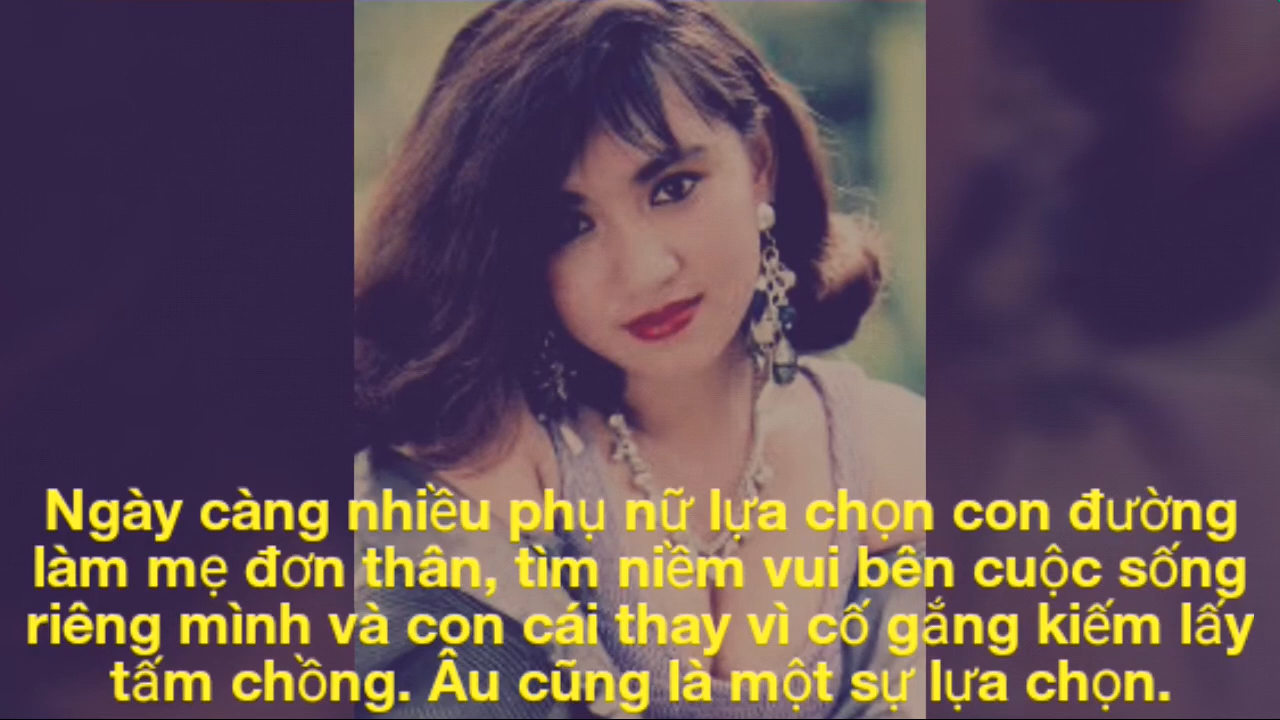 Ngày càng nhiều phụ nữ lựa chọn con đường
làm mẹ đơn thân, tìm niềm vui bên cuộc sống
riêng mình và con cái thay vì cố gắng kiếm lấy
tấm chồng. Âu cũng là một sự lựa chọn.